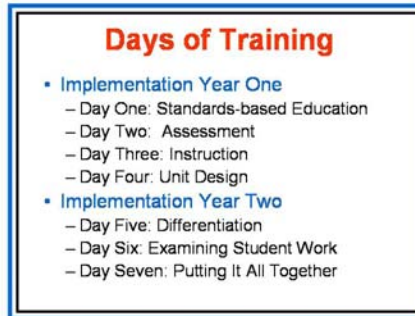 Days of Training
• Implementation Year One
– Day One: Standards-based Education
– Day Two: Assessment
– Day Three: Instruction
– Day Four: Unit Design
• Implementation Year Two
– Day Five: Differentiation
– Day Six: Examining Student Work
– Day Seven: Putting It All Together